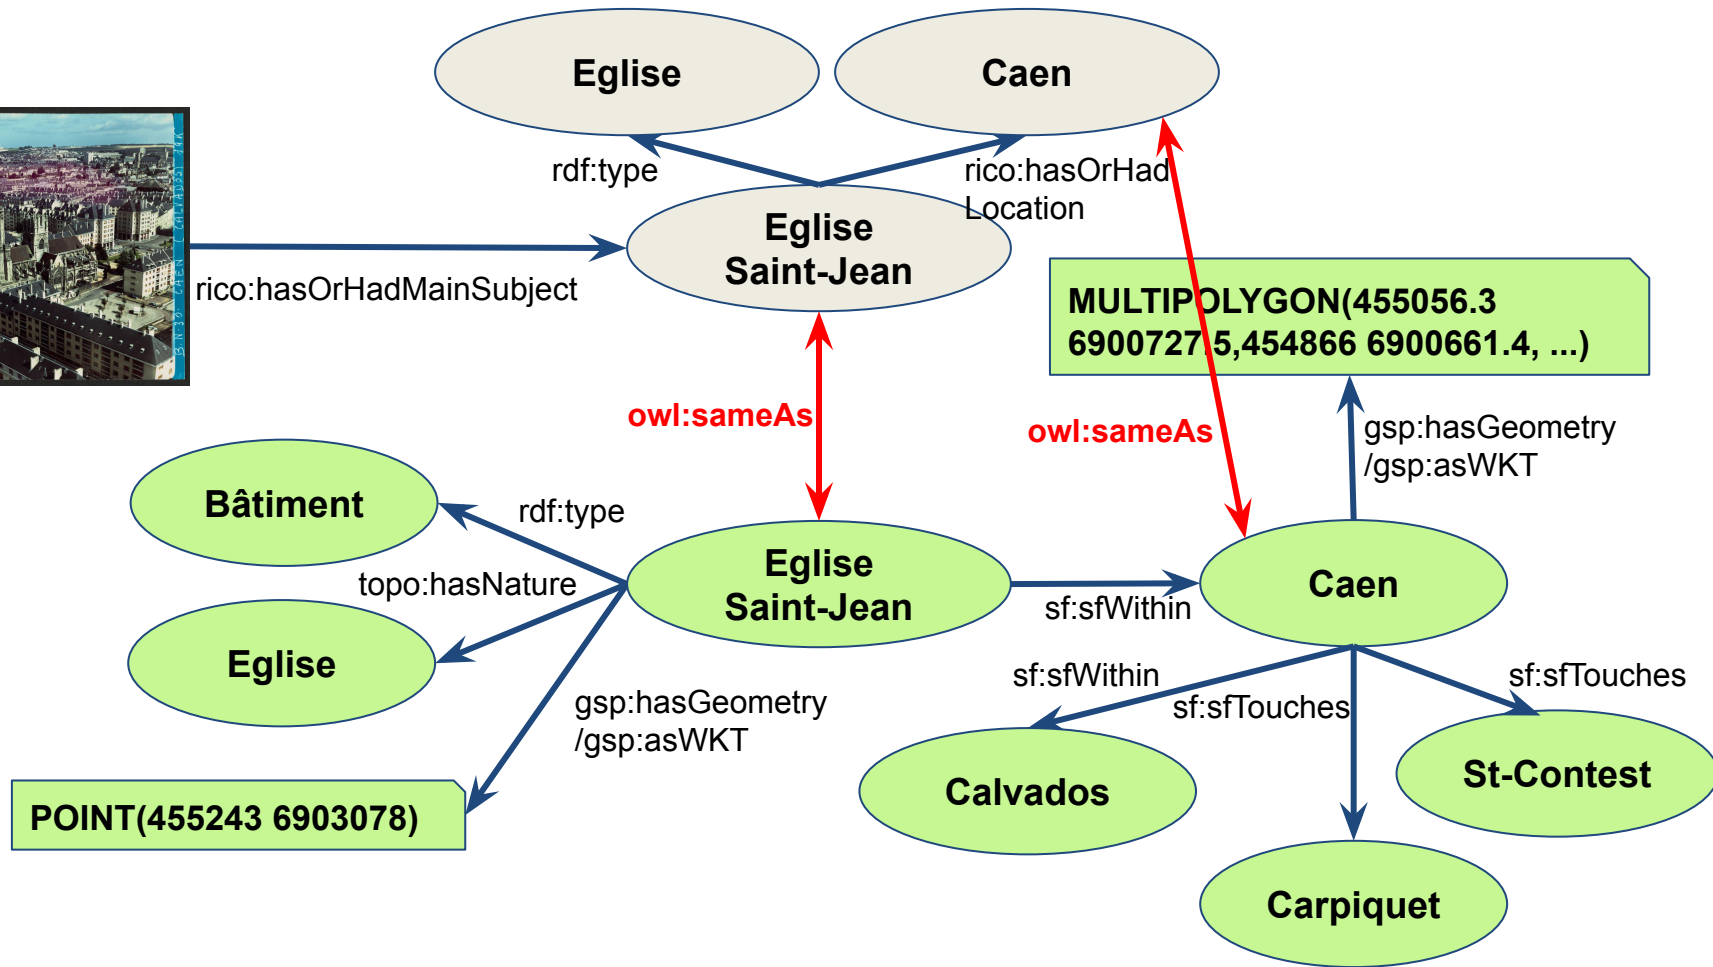 Eglise
Caen
rdf:type
rico:hasOrHad
Location
Eglise
Saint-Jean
rico:hasOrHadMainSubject
MULTIPOLYGON(455056.3
6900727.5,454866 6900661.4, ...)
owl:sameAs
owl:sameAs
gsp:hasGeometry
/gsp:asWKT
Bâtiment
rdf:type
topo:hasNature
Eglise
Saint-Jean
sf:sfWithin
Caen
Eglise
gsp:hasGeometry
/gsp:asWKT
sf:sfWithin
sf:sfTouches
sf:sfTouches
POINT(455243 6903078)
Calvados
St-Contest
Carpiquet